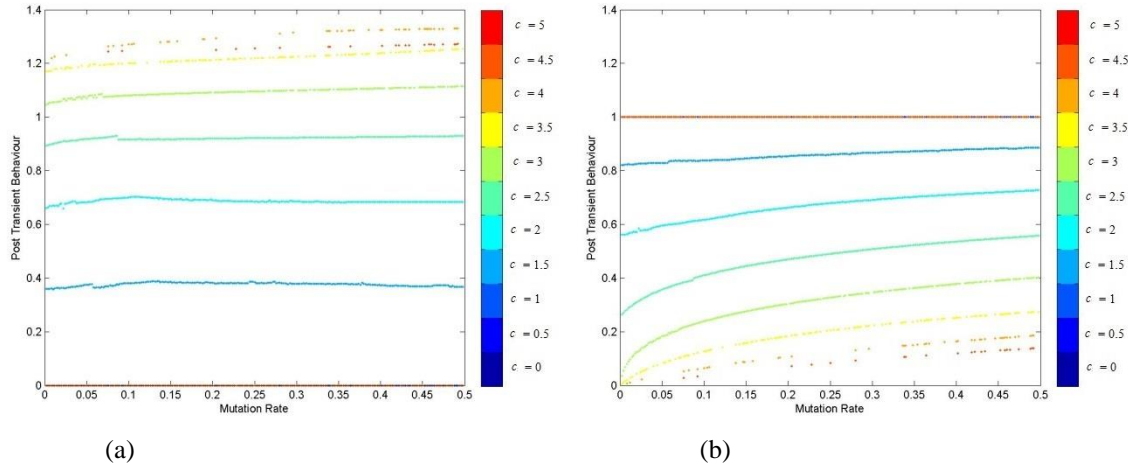 1.4
1.2
1
0.8
0.6
0.4
0.2
0
Post Transient Behaviour
0 0.05 0.1 0.15 0.2 0.25 0.3 0.35 0.4 0.45 0.5
Mutation Rate
c = 5
c = 4.5
c = 4
c = 3.5
c = 3
c = 2.5
c = 2
c = 1.5
c = 1
c = 0.5
c = 0
(a)
1.4
1.2
1
0.8
0.6
0.4
0.2
0
Post Transient Behaviour
0 0.05 0.1 0.15 0.2 0.25 0.3 0.35 0.4 0.45 0.5
Mutation Rate
c = 5
c = 4.5
c = 4
c = 3.5
c = 3
c = 2.5
c = 2
c = 1.5
c = 1
c = 0.5
c = 0
(b)